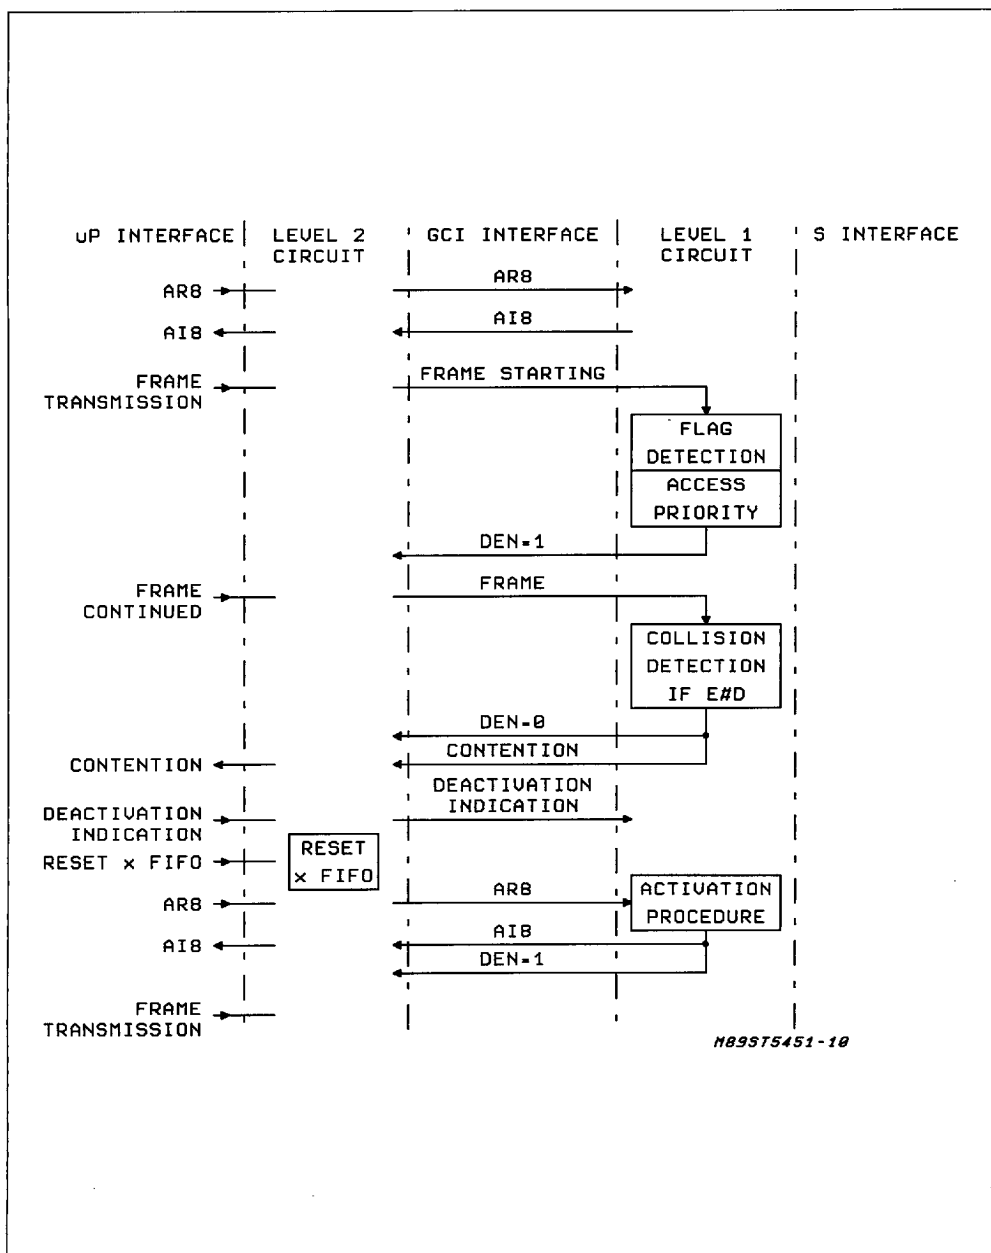 uP INTERFACE
LEVEL 2
CIRCUIT
GCI INTERFACE
LEVEL 1
CIRCUIT
S INTERFACE
AR8
AR8
AI8
AI8
FRAME
TRANSMISSION
FRAME STARTING
FLAG
DETECTION
ACCESS
PRIORITY
DEN=1
FRAME
CONTINUED
FRAME
COLLISION
DETECTION
IF E#D
DEN=0
CONTENTION
CONTENTION
DEACTIVATION
INDICATION
DEACTIVATION
INDICATION
RESET x FIFO
RESET
x FIFO
AR8
AR8
ACTIVATION
PROCEDURE
AI8
AI8
DEN=1
FRAME
TRANSMISSION
M89ST5451-10